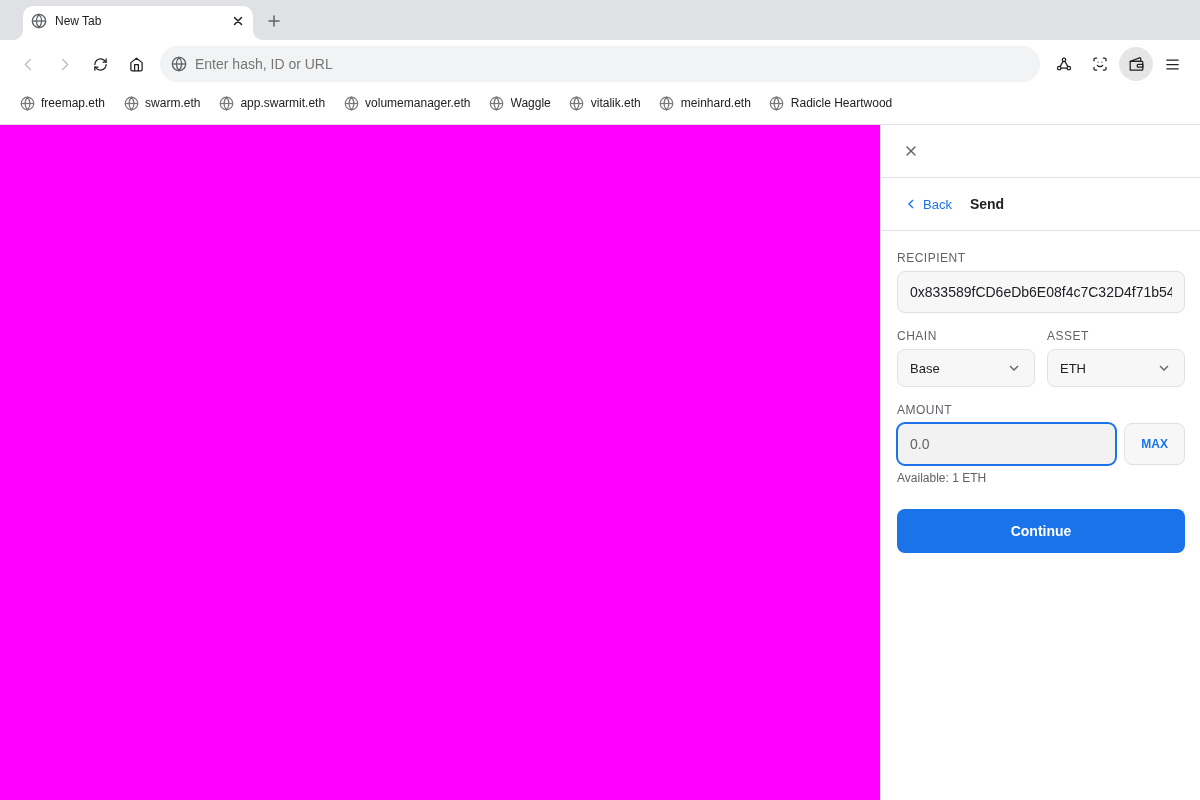 New Tab
Enter hash, ID or URL
freemap.eth
swarm.eth
app.swarmit.eth
volumemanager.eth
Waggle
vitalik.eth
meinhard.eth
Radicle Heartwood
Back
Send
RECIPIENT
0x833589fCD6eDb6E08f4c7C32D4f71b54
CHAIN
ASSET
Base
ETH
AMOUNT
0.0
MAX
Available: 1 ETH
Continue